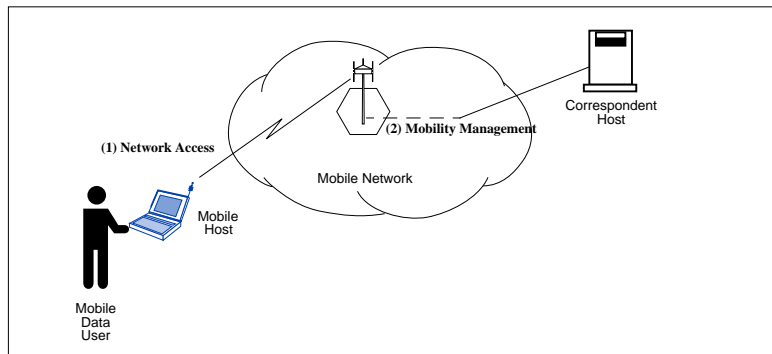 Correspondent
Host
(2) Mobility Management
(1) Network Access
Mobile Network
Mobile
Host
Mobile
Data
User